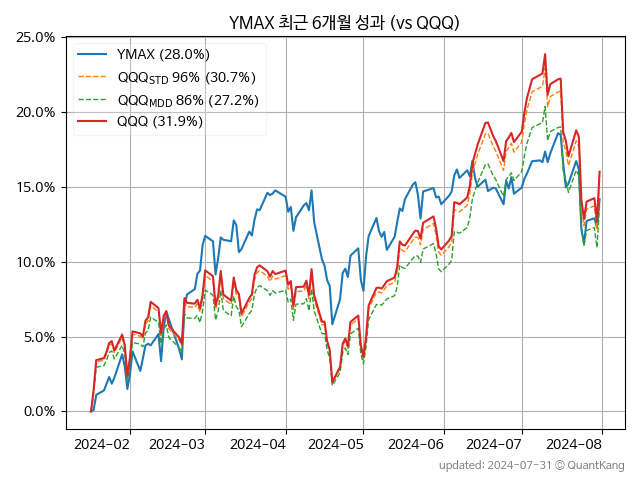 YMAX 최근 6개월 성과 (vs QQQ)
25.0%
20.0%
15.0%
10.0%
5.0%
0.0%
YMAX (28.0%)
QQQSTD 96% (30.7%)
QQQMDD 86% (27.2%)
QQQ (31.9%)
2024-02 2024-03 2024-04 2024-05 2024-06 2024-07 2024-08
updated: 2024-07-31 © QuantKang